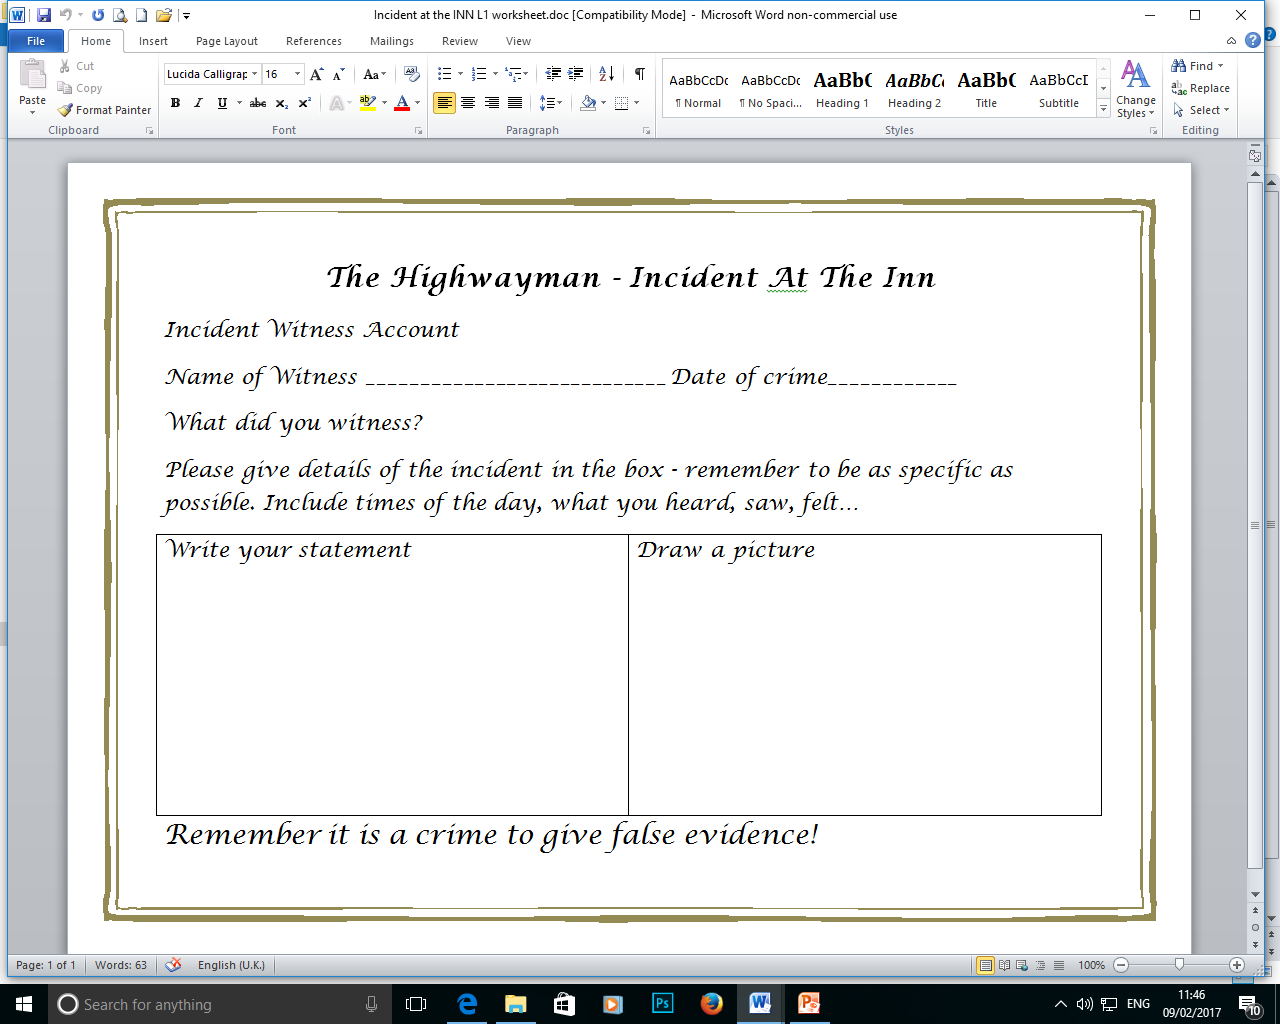 Incident at the INN L1 worksheet.doc [Compatibility Mode] - Microsoft Word non-commercial use
File Home Insert Page Layout References Mailings Review View
Paste
Cut
Copy
Format Painter
Clipboard
Lucida Calligrap 16
Font
Paragraph
AaBbCcDc AaBbCcDc AaBbC AaBbC AaBbC AaBbCcI
¶ Normal ¶ No Spaci... Heading 1 Heading 2 Title Subtitle
Styles
Change
Styles
Find
Replace
Select
Editing
The Highwayman - Incident At The Inn
Incident Witness Account
Name of Witness ___________________________ Date of crime____________
What did you witness?
Please give details of the incident in the box - remember to be as specific as
possible. Include times of the day, what you heard, saw, felt...
Write your statement
Draw a picture
Remember it is a crime to give false evidence!
Page: 1 of 1 Words: 63 English (U.K.) 100%
Search for anything
ENG
11:46
09/02/2017
10